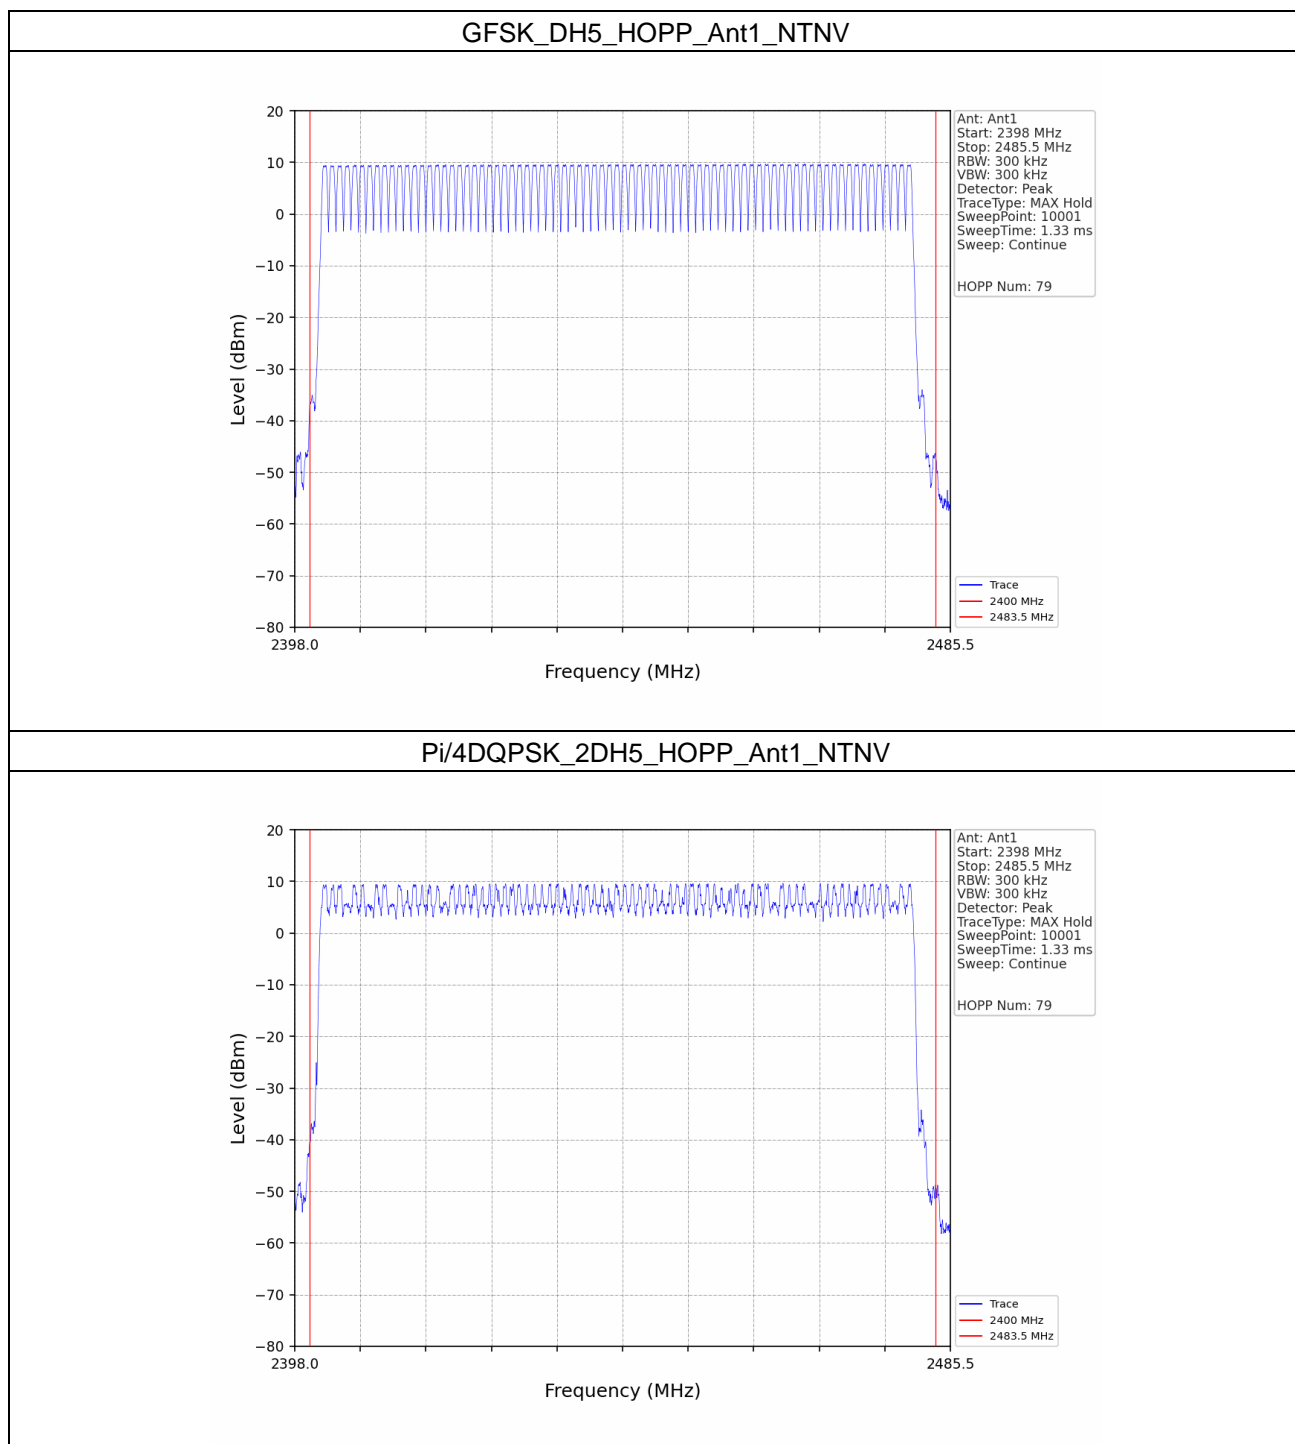 GFSK_DH5_HOPP_Ant1_NTNV
20
10
0
−10
−20
−30
−40
−50
−60
−70
−80
Level (dBm)
2398.0
2485.5
Frequency (MHz)
Ant: Ant1
Start: 2398 MHz
Stop: 2485.5 MHz
RBW: 300 kHz
VBW: 300 kHz
Detector: Peak
TraceType: MAX Hold
SweepPoint: 10001
SweepTime: 1.33 ms
Sweep: Continue
HOPP Num: 79
Trace
2400 MHz
2483.5 MHz
Pi/4DQPSK_2DH5_HOPP_Ant1_NTNV
20
10
0
−10
−20
−30
−40
−50
−60
−70
−80
Level (dBm)
2398.0
2485.5
Frequency (MHz)
Ant: Ant1
Start: 2398 MHz
Stop: 2485.5 MHz
RBW: 300 kHz
VBW: 300 kHz
Detector: Peak
TraceType: MAX Hold
SweepPoint: 10001
SweepTime: 1.33 ms
Sweep: Continue
HOPP Num: 79
Trace
2400 MHz
2483.5 MHz